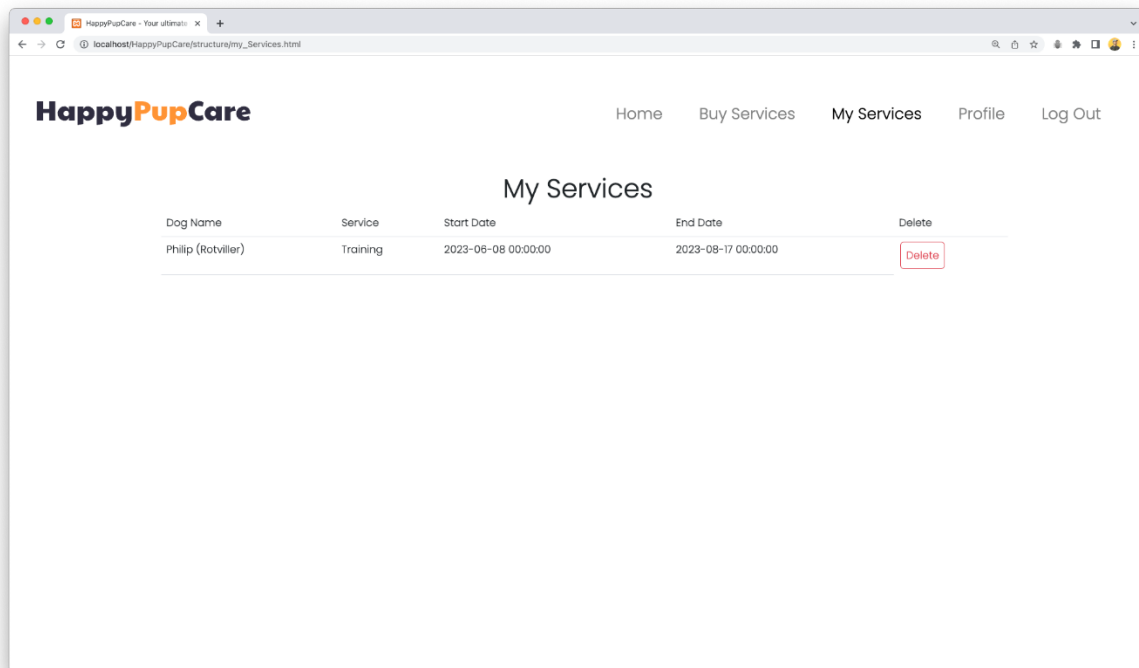 HappyPupCare - Your ultimate
localhost/HappyPupCare/structure/my_Services.html
HappyPupCare Home Buy Services My Services Profile Log Out
My Services
Dog Name Service Start Date End Date Delete
Philip (Rotviller) Training 2023-06-08 00:00:00 2023-08-17 00:00:00 Delete